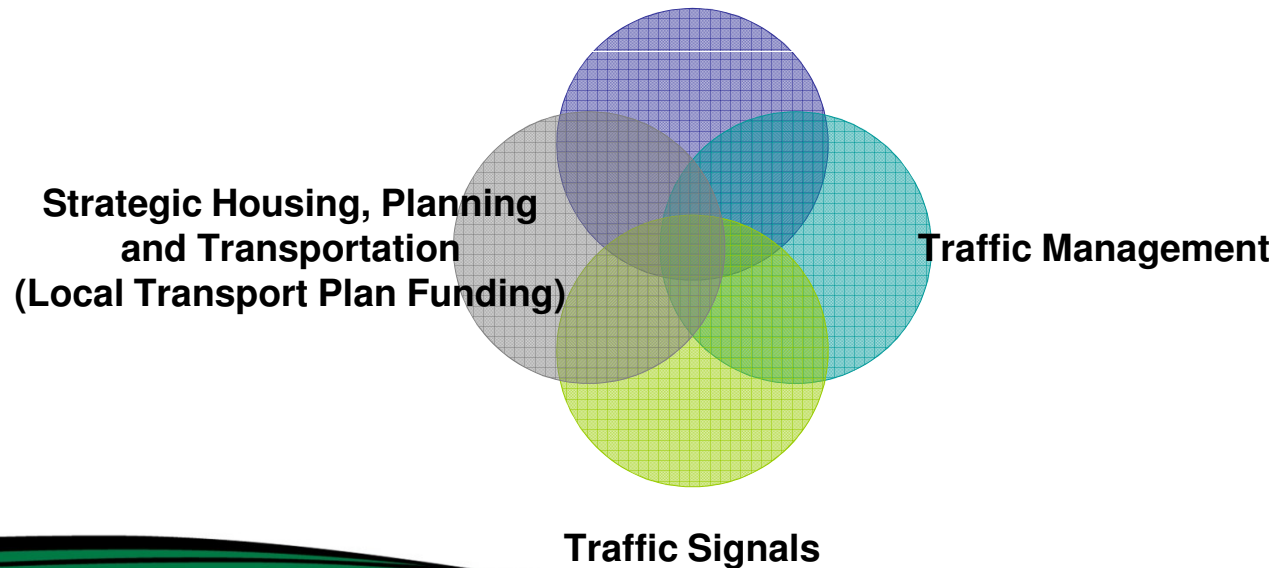 Strategic Housing, Planning
and Transportation
(Local Transport Plan Funding)
Traffic Management
Traffic Signals